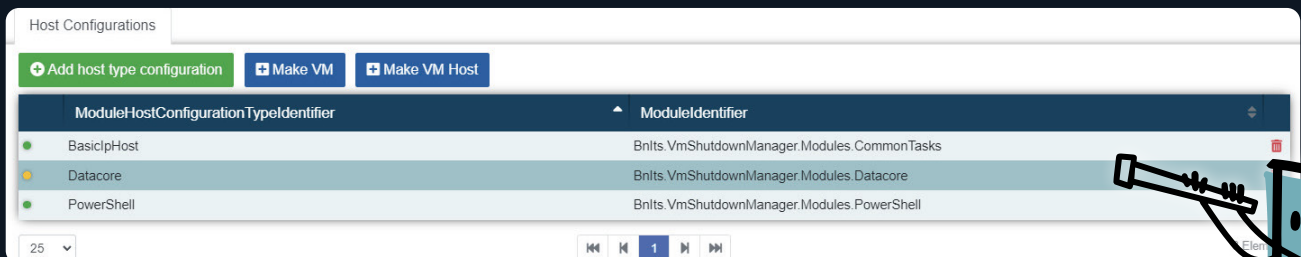 Host Configurations
Add host type configuration Make VM Make VM Host
ModuleHostConfigurationTypeIdentifier ModuleIdentifier
BasicIpHost BnIts.VmShutdownManager.Modules.CommonTasks
Datacore BnIts.VmShutdownManager.Modules.Datacore
PowerShell BnIts.VmShutdownManager.Modules.PowerShell
25 1